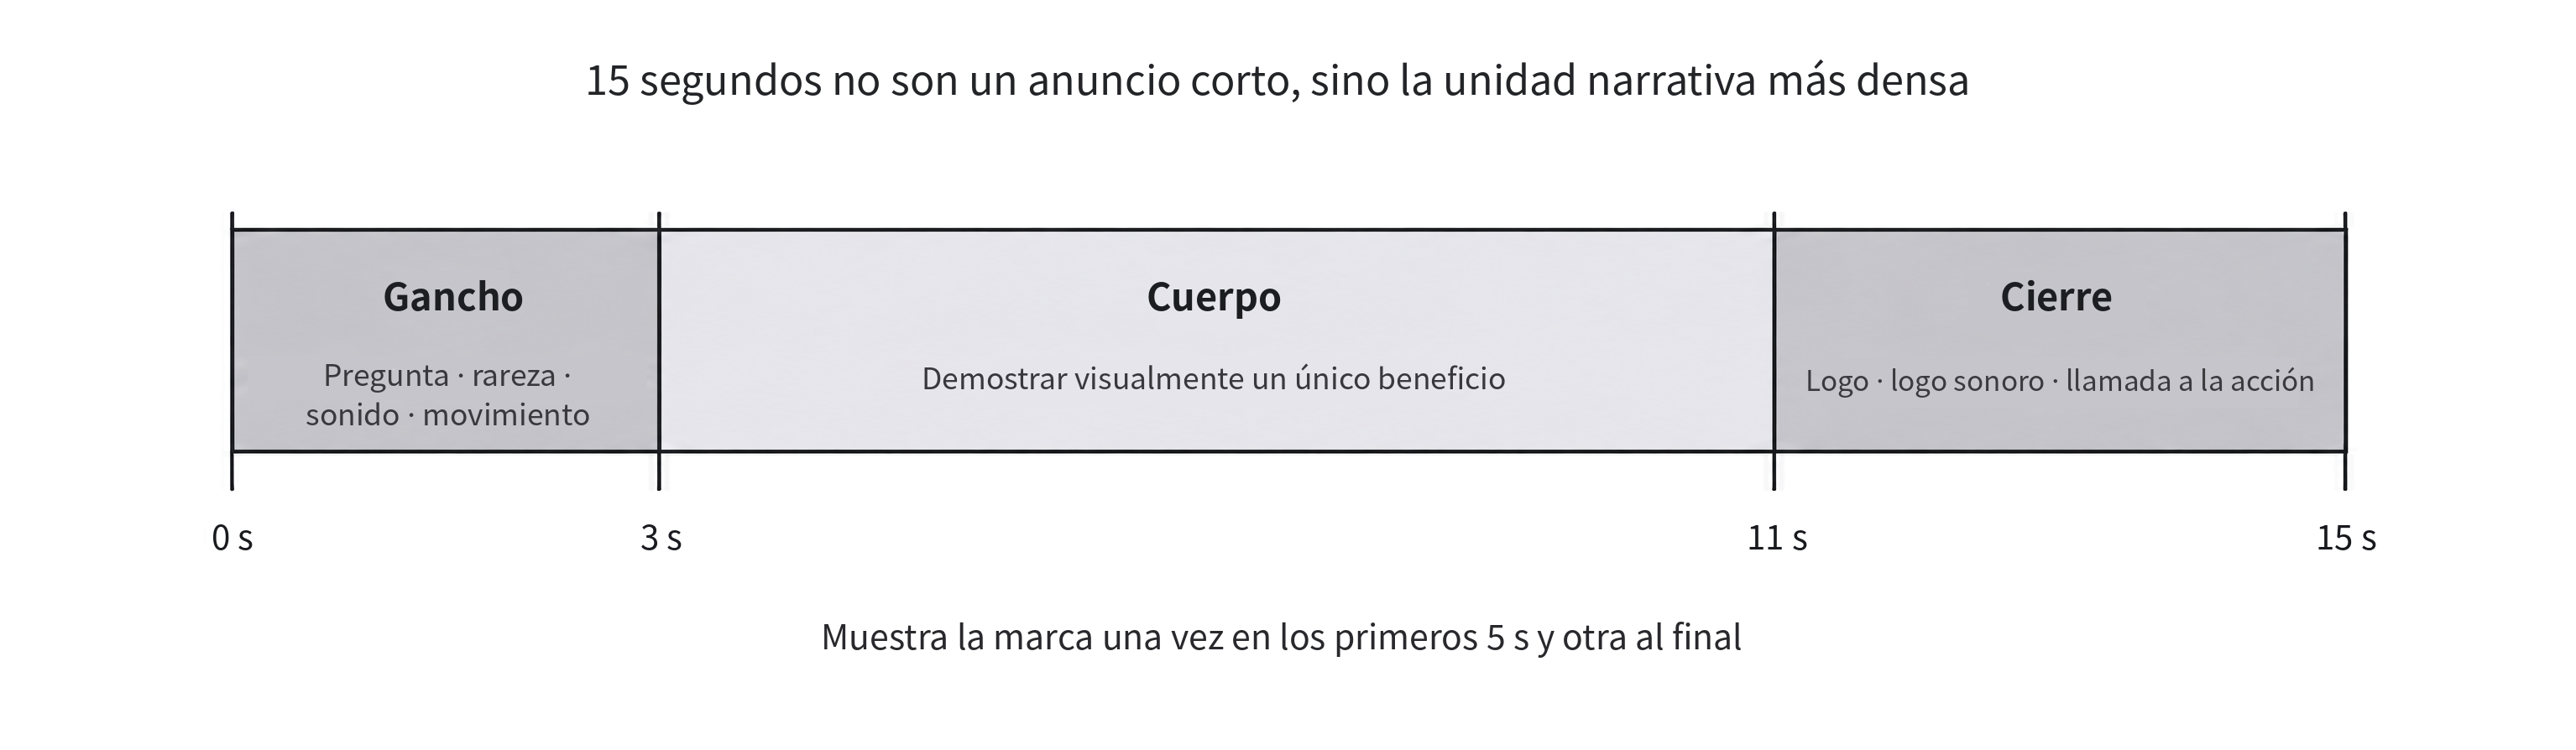 15 segundos no son un anuncio corto, sino la unidad narrativa más densa
Gancho
Pregunta · rareza ·
sonido · movimiento
Cuerpo
Demostrar visualmente un único beneficio
Cierre
Logo · logo sonoro · llamada a la acción
0 s
3 s
11 s
15 s
Muestra la marca una vez en los primeros 5 s y otra al final